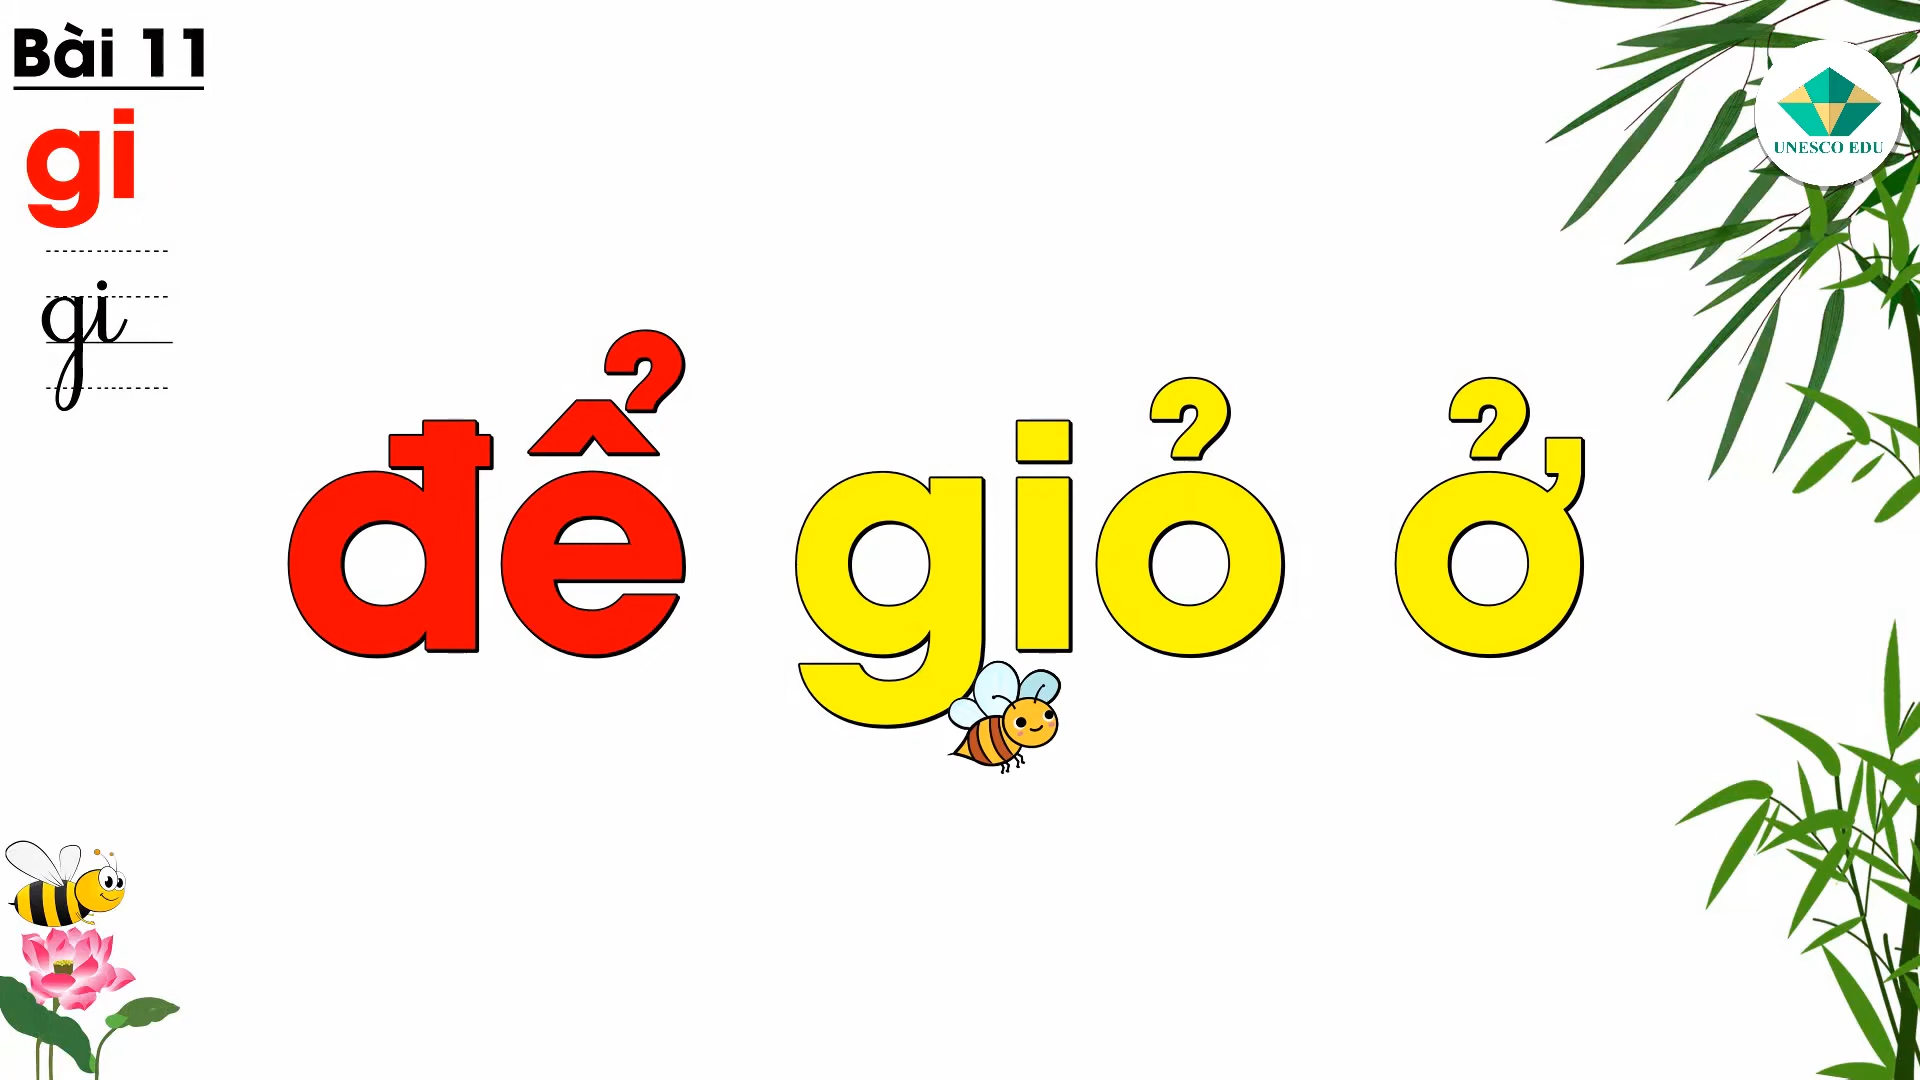 Bài 11
gi
gi
để giỏ ở
UNESCO EDU